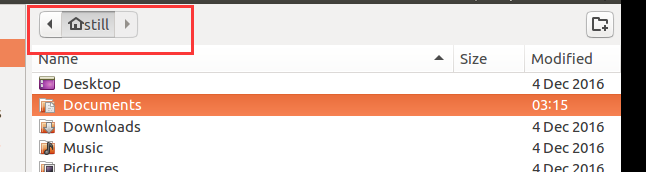 still
Name Size Modified
Desktop 4 Dec 2016
Documents 03:15
Downloads 4 Dec 2016
Music 4 Dec 2016
Pictures 4 Dec 2016